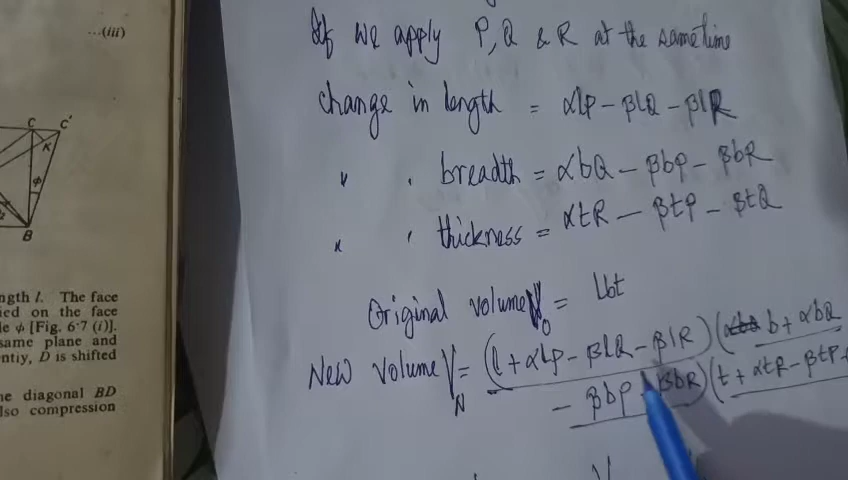 ...(iii)
C C'
K
φ
B
ngth l. The face
ied on the face
le φ [Fig. 6·7 (i)].
same plane and
ently, D is shifted
he diagonal BD
lso compression
If we apply P, Q & R at the same time
change in length = αlP – βlQ – βlR
〃 〃 breadth = αbQ – βbP – βbR
〃 〃 thickness = αtR – βtP – βtQ
Original volume V₀ = lbt
New Volume V_N = (l + αlP – βlQ – βlR)(b + αbQ
– βbP – βbR)(t + αtR – βtP
V